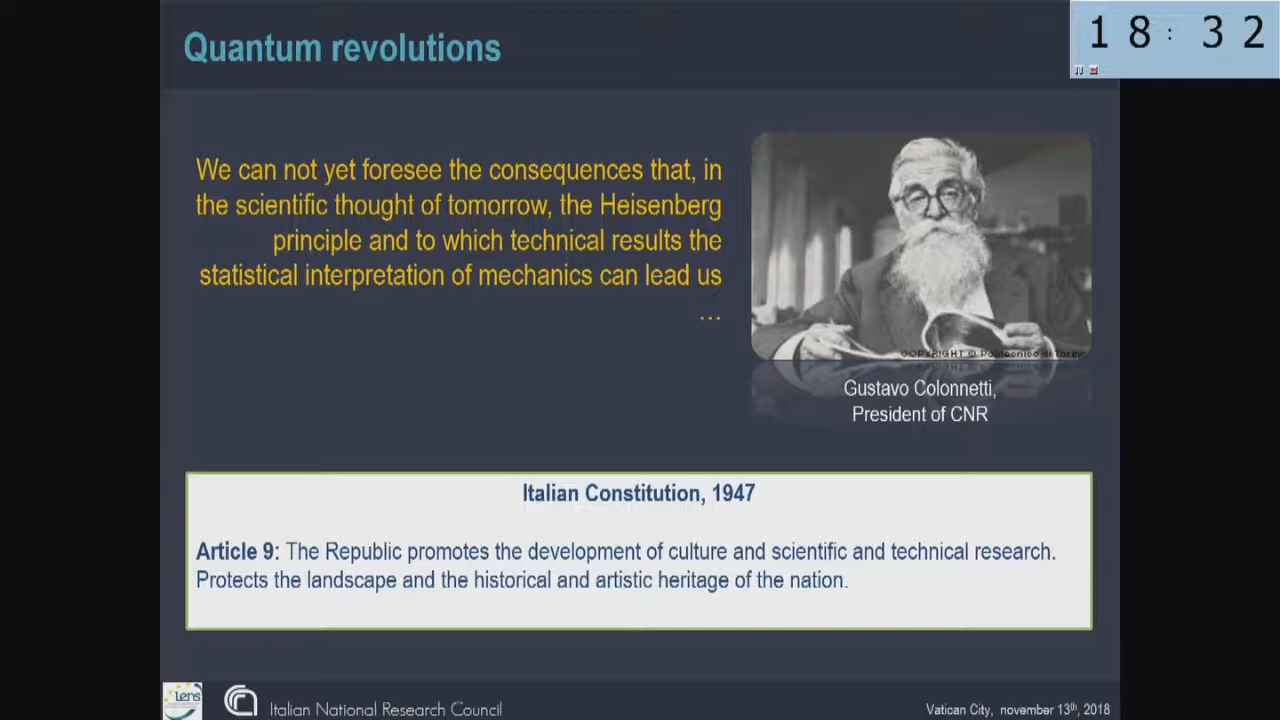 Quantum revolutions
18:32
We can not yet foresee the consequences that, in
the scientific thought of tomorrow, the Heisenberg
principle and to which technical results the
statistical interpretation of mechanics can lead us
...
COPYRIGHT © Politecnico di Torino
Gustavo Colonnetti,
President of CNR
Italian Constitution, 1947
Article 9: The Republic promotes the development of culture and scientific and technical research.
Protects the landscape and the historical and artistic heritage of the nation.
Lens
Italian National Research Council
Vatican City, november 13th, 2018